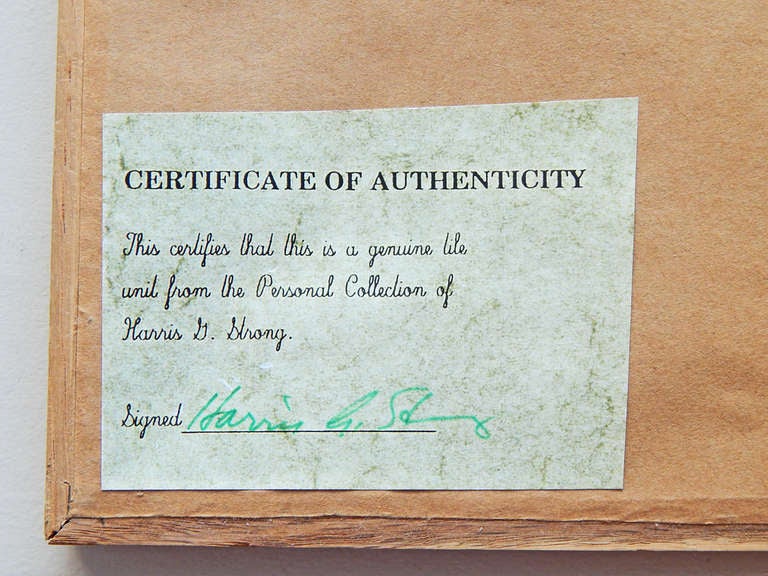 CERTIFICATE OF AUTHENTICITY
This certifies that this is a genuine tile
unit from the Personal Collection of
Harris G. Strong.
Signed Harris G. Strong